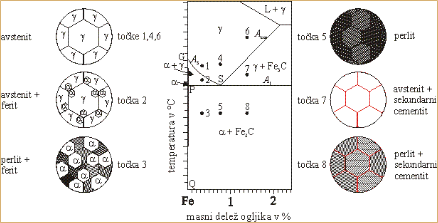 avstenit
točke 1,4,6
avstenit +
ferit
točka 2
perlit +
ferit
točka 3
γ
α
temperatura v °C
G
P
Q
L + γ
γ
6
A
1
4
α + γ
γ + Fe₃C
2
S
7
A₁
3
5
8
α + Fe₃C
Fe
1
2
masni delež ogljika v %
točka 5
perlit
točka 7
avstenit +
sekundarni
cementit
točka 8
perlit +
sekundarni
cementit